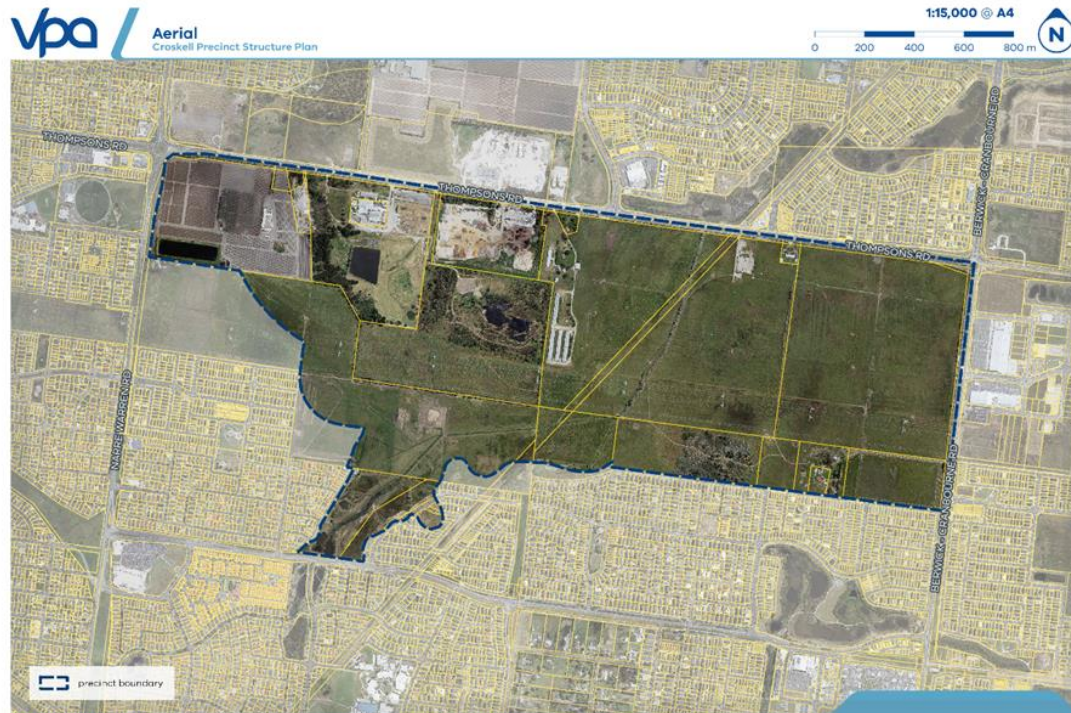 vpa
Aerial
Croskell Precinct Structure Plan
1:15,000 @ A4
0 200 400 600 800 m
N
THOMPSONS RD
THOMPSONS RD
THOMPSONS RD
BERWICK - CRANBOURNE RD
NARRE WARREN RD
BERWICK - CRANBOURNE RD
precinct boundary